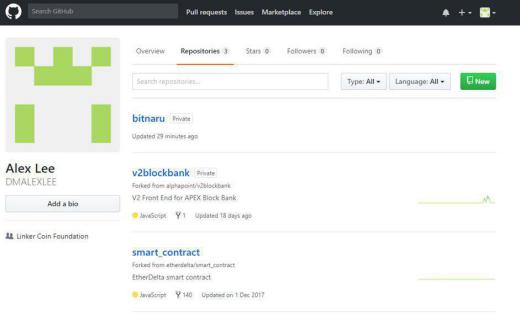 Search GitHub
Pull requests Issues Marketplace Explore
Overview Repositories 3 Stars 0 Followers 0 Following 0
Search repositories...
Type: All Language: All New
bitnaru Private
Updated 29 minutes ago
Alex Lee
DMALEXLEE
Add a bio
Linker Coin Foundation
v2blockbank Private
Forked from alphapoint/v2blockbank
V2 Front End for APEX Block Bank
JavaScript 1 Updated 18 days ago
smart_contract
Forked from etherdelta/smart_contract
EtherDelta smart contract
JavaScript 140 Updated on 1 Dec 2017